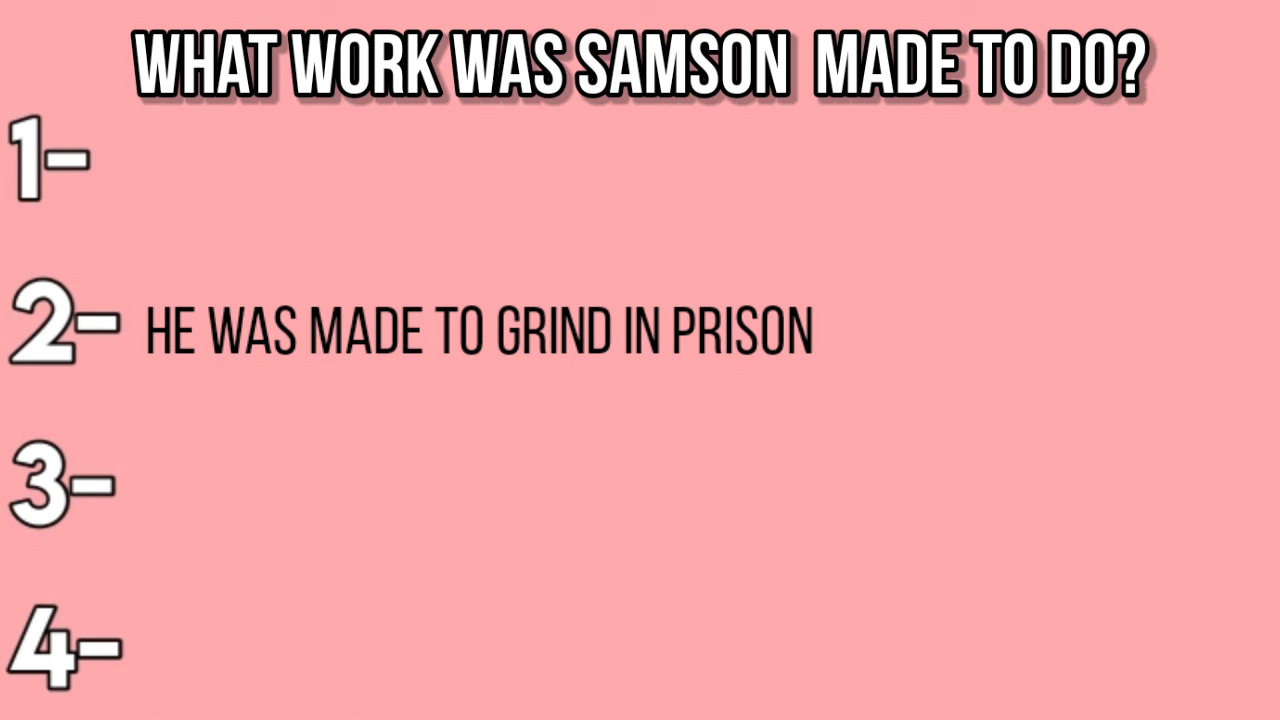 WHAT WORK WAS SAMSON MADE TO DO?
1-
2- HE WAS MADE TO GRIND IN PRISON
3-
4-